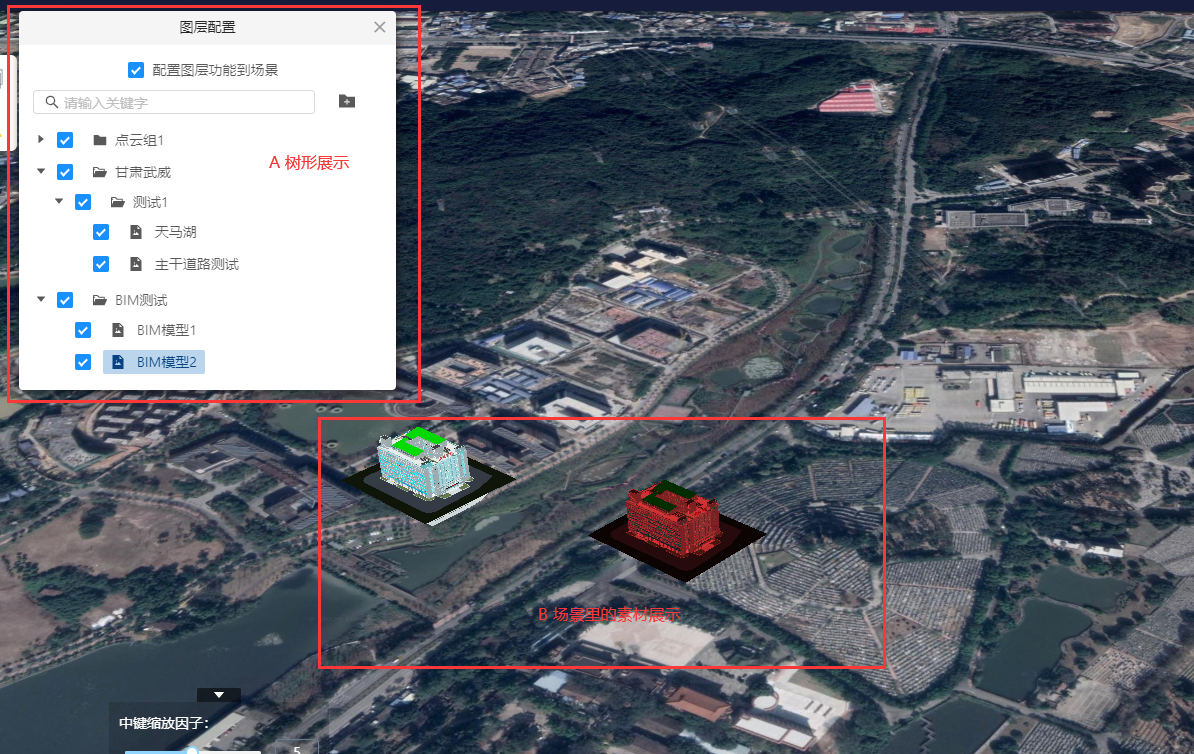 图层配置
配置图层功能到场景
请输入关键字
点云组1
A 树形展示
甘肃武威
测试1
天马湖
主干道路测试
BIM测试
BIM模型1
BIM模型2
B 场景里的素材展示
中键缩放因子:
5